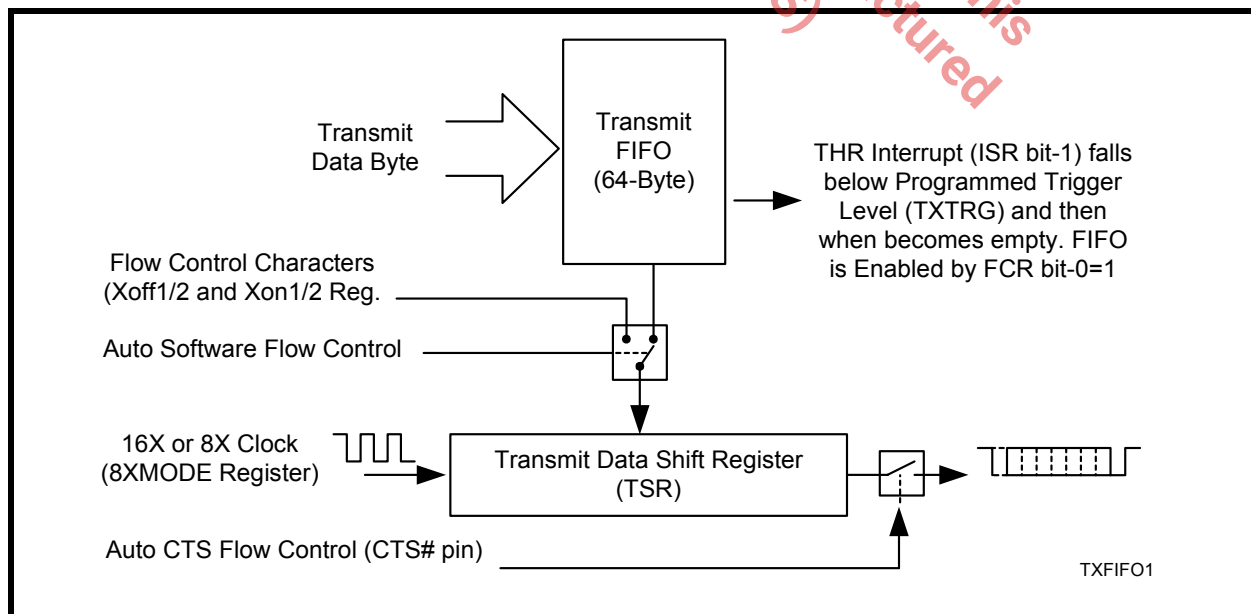 his
ctured
s)
Transmit
Data Byte
Transmit
FIFO
(64-Byte)
THR Interrupt (ISR bit-1) falls
below Programmed Trigger
Level (TXTRG) and then
when becomes empty. FIFO
is Enabled by FCR bit-0=1
Flow Control Characters
(Xoff1/2 and Xon1/2 Reg.
Auto Software Flow Control
16X or 8X Clock
(8XMODE Register)
Transmit Data Shift Register
(TSR)
Auto CTS Flow Control (CTS# pin)
TXFIFO1